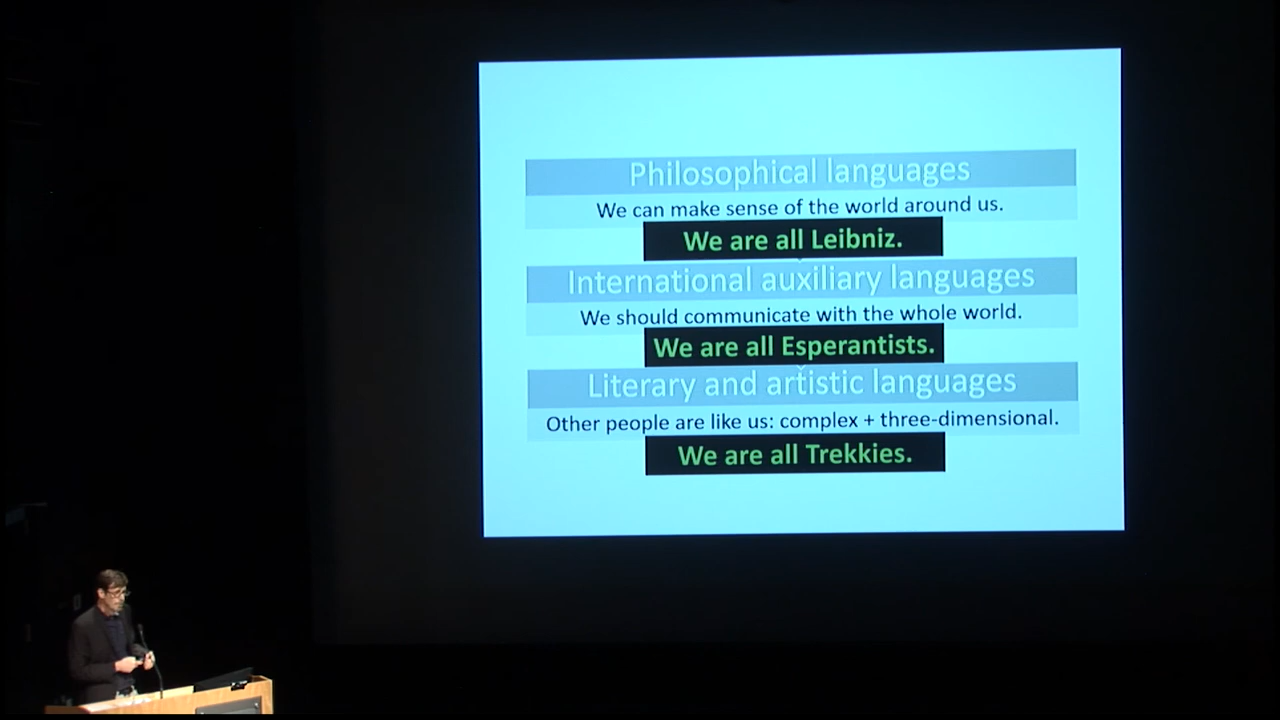 Philosophical languages
We can make sense of the world around us.
We are all Leibniz.
International auxiliary languages
We should communicate with the whole world.
We are all Esperantists.
Literary and artistic languages
Other people are like us: complex + three-dimensional.
We are all Trekkies.